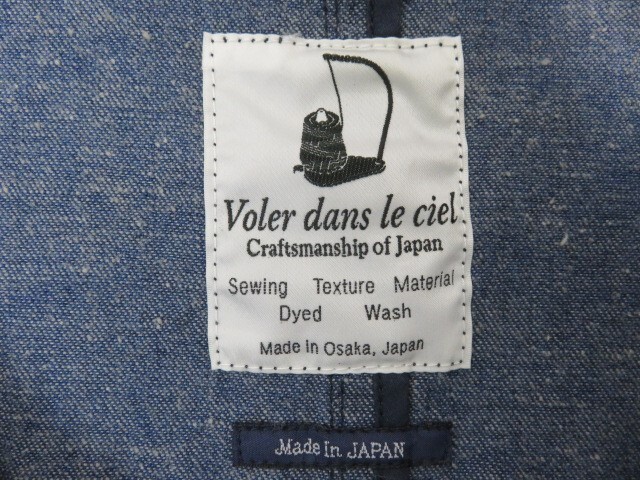 Voler dans le ciel
Craftsmanship of Japan
Sewing Texture Material
Dyed Wash
Made in Osaka, Japan
Made In JAPAN